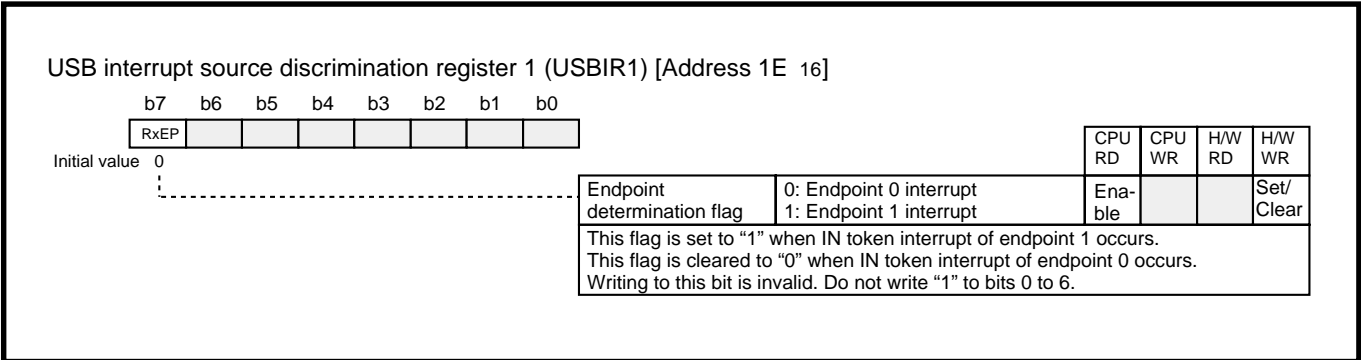 USB interrupt source discrimination register 1 (USBIR1) [Address 1E 16]
b7 b6 b5 b4 b3 b2 b1 b0
RxEP
Initial value 0
CPU RD CPU WR H/W RD H/W WR
Endpoint determination flag
0: Endpoint 0 interrupt
1: Endpoint 1 interrupt
Ena-
ble
Set/
Clear
This flag is set to “1” when IN token interrupt of endpoint 1 occurs.
This flag is cleared to “0” when IN token interrupt of endpoint 0 occurs.
Writing to this bit is invalid. Do not write “1” to bits 0 to 6.